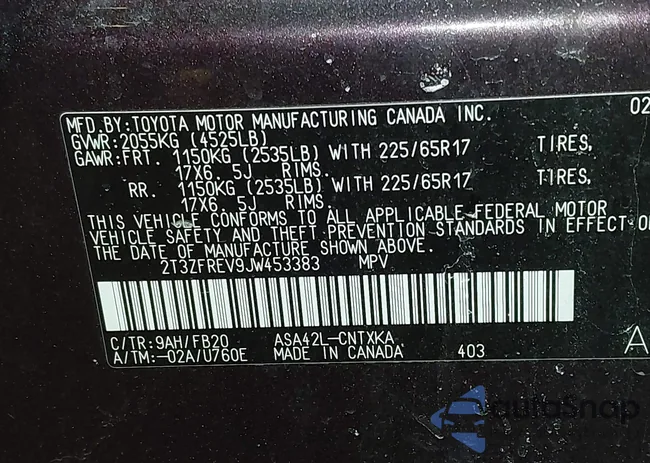 MFD.BY:TOYOTA MOTOR MANUFACTURING CANADA INC. 02
GVWR:2055KG (4525LB)
GAWR:FRT. 1150KG (2535LB) WITH 225/65R17 TIRES,
17X6. 5J RIMS.
RR. 1150KG (2535LB) WITH 225/65R17 TIRES,
17X6. 5J RIMS.
THIS VEHICLE CONFORMS TO ALL APPLICABLE FEDERAL MOTOR
VEHICLE SAFETY AND THEFT PREVENTION STANDARDS IN EFFECT O
THE DATE OF MANUFACTURE SHOWN ABOVE.
2T3ZFREV9JW453383 MPV
C/TR:9AH/FB20 ASA42L-CNTXKA
A/TM:-02A/U760E MADE IN CANADA 403 A
autoSnap